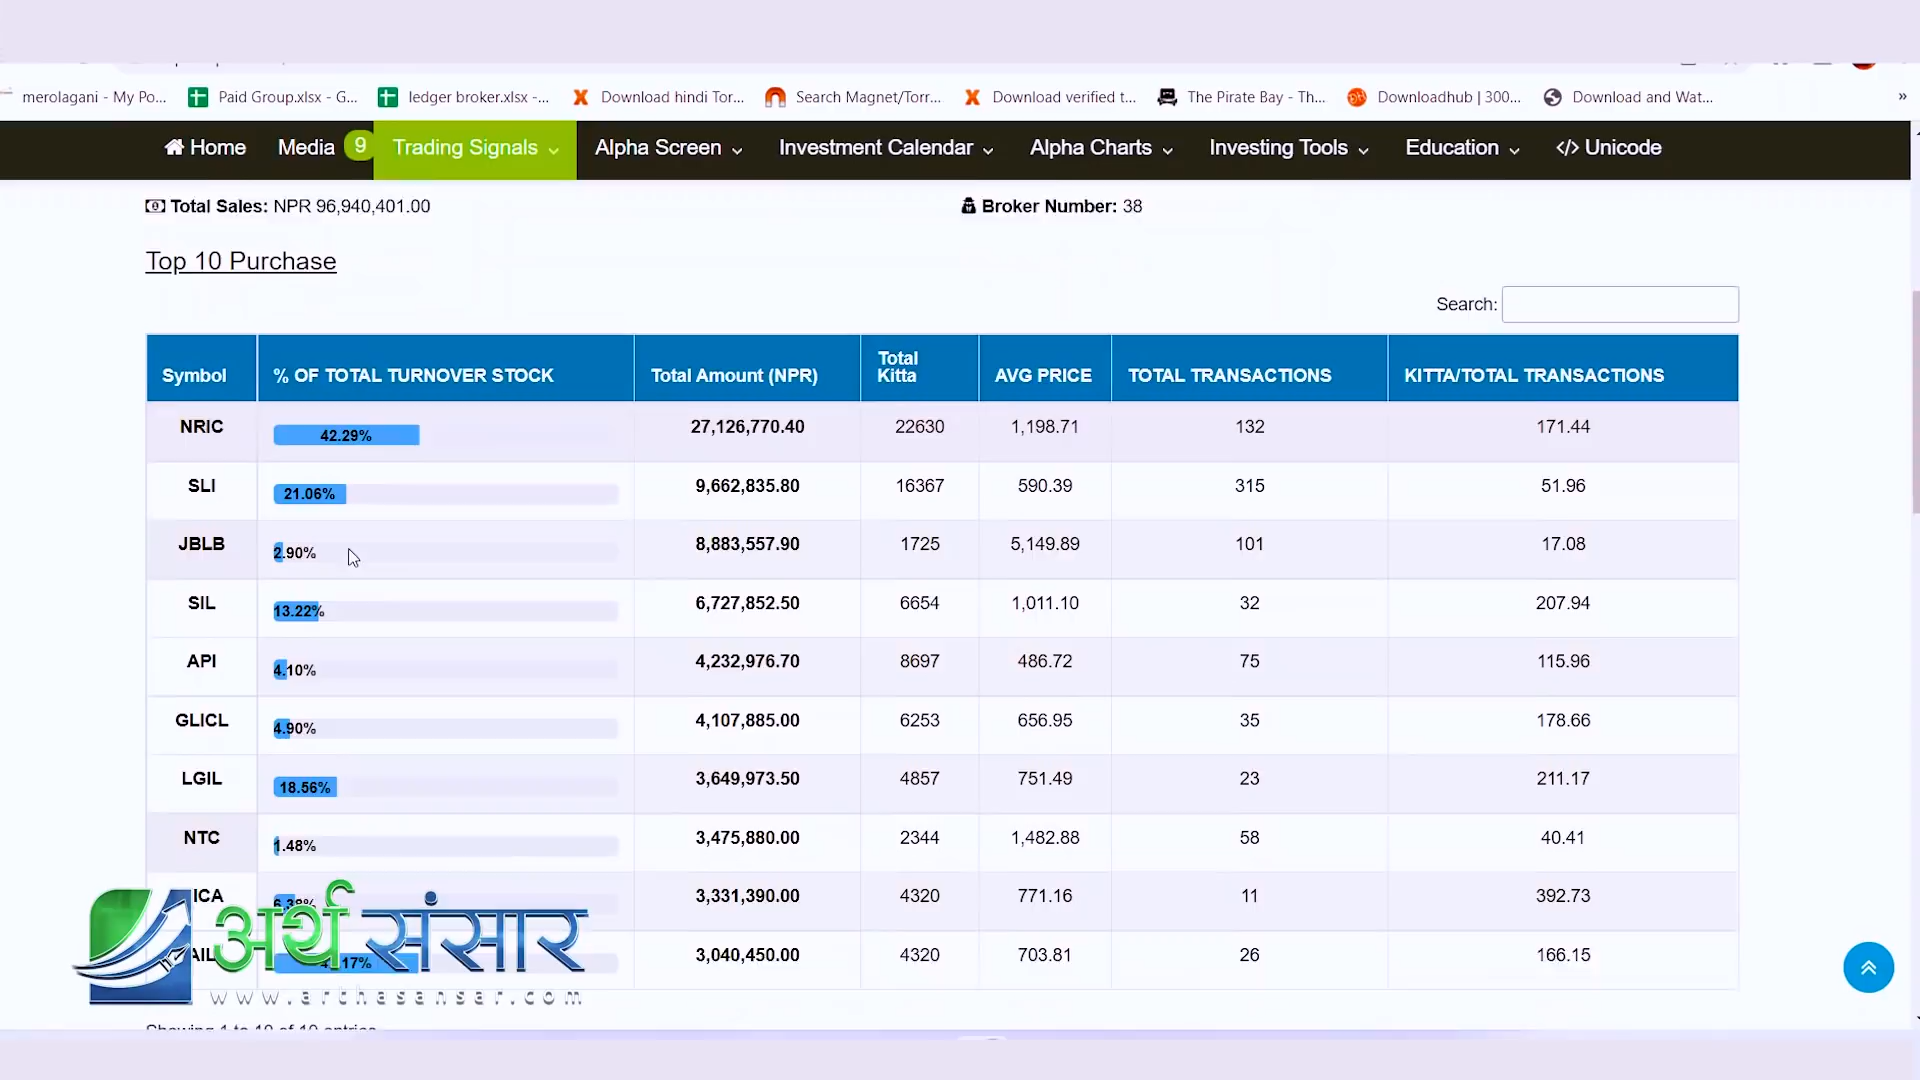 merolagani - My Po... Paid Group.xlsx - G... ledger broker.xlsx -... Download hindi Tor... Search Magnet/Torr... Download verified t... The Pirate Bay - Th... Downloadhub | 300... Download and Wat... »
Home Media 9 Trading Signals Alpha Screen Investment Calendar Alpha Charts Investing Tools Education </> Unicode
Total Sales: NPR 96,940,401.00 Broker Number: 38
Top 10 Purchase
Search:
Symbol % OF TOTAL TURNOVER STOCK Total Amount (NPR) Total Kitta AVG PRICE TOTAL TRANSACTIONS KITTA/TOTAL TRANSACTIONS
NRIC 42.29% 27,126,770.40 22630 1,198.71 132 171.44
SLI 21.06% 9,662,835.80 16367 590.39 315 51.96
JBLB 2.90% 8,883,557.90 1725 5,149.89 101 17.08
SIL 13.22% 6,727,852.50 6654 1,011.10 32 207.94
API 4.10% 4,232,976.70 8697 486.72 75 115.96
GLICL 4.90% 4,107,885.00 6253 656.95 35 178.66
LGIL 18.56% 3,649,973.50 4857 751.49 23 211.17
NTC 1.48% 3,475,880.00 2344 1,482.88 58 40.41
3,331,390.00 4320 771.16 11 392.73
3,040,450.00 4320 703.81 26 166.15
अर्थ संसार
www.arthasansar.com
Showing 1 to 10 of 10 entries